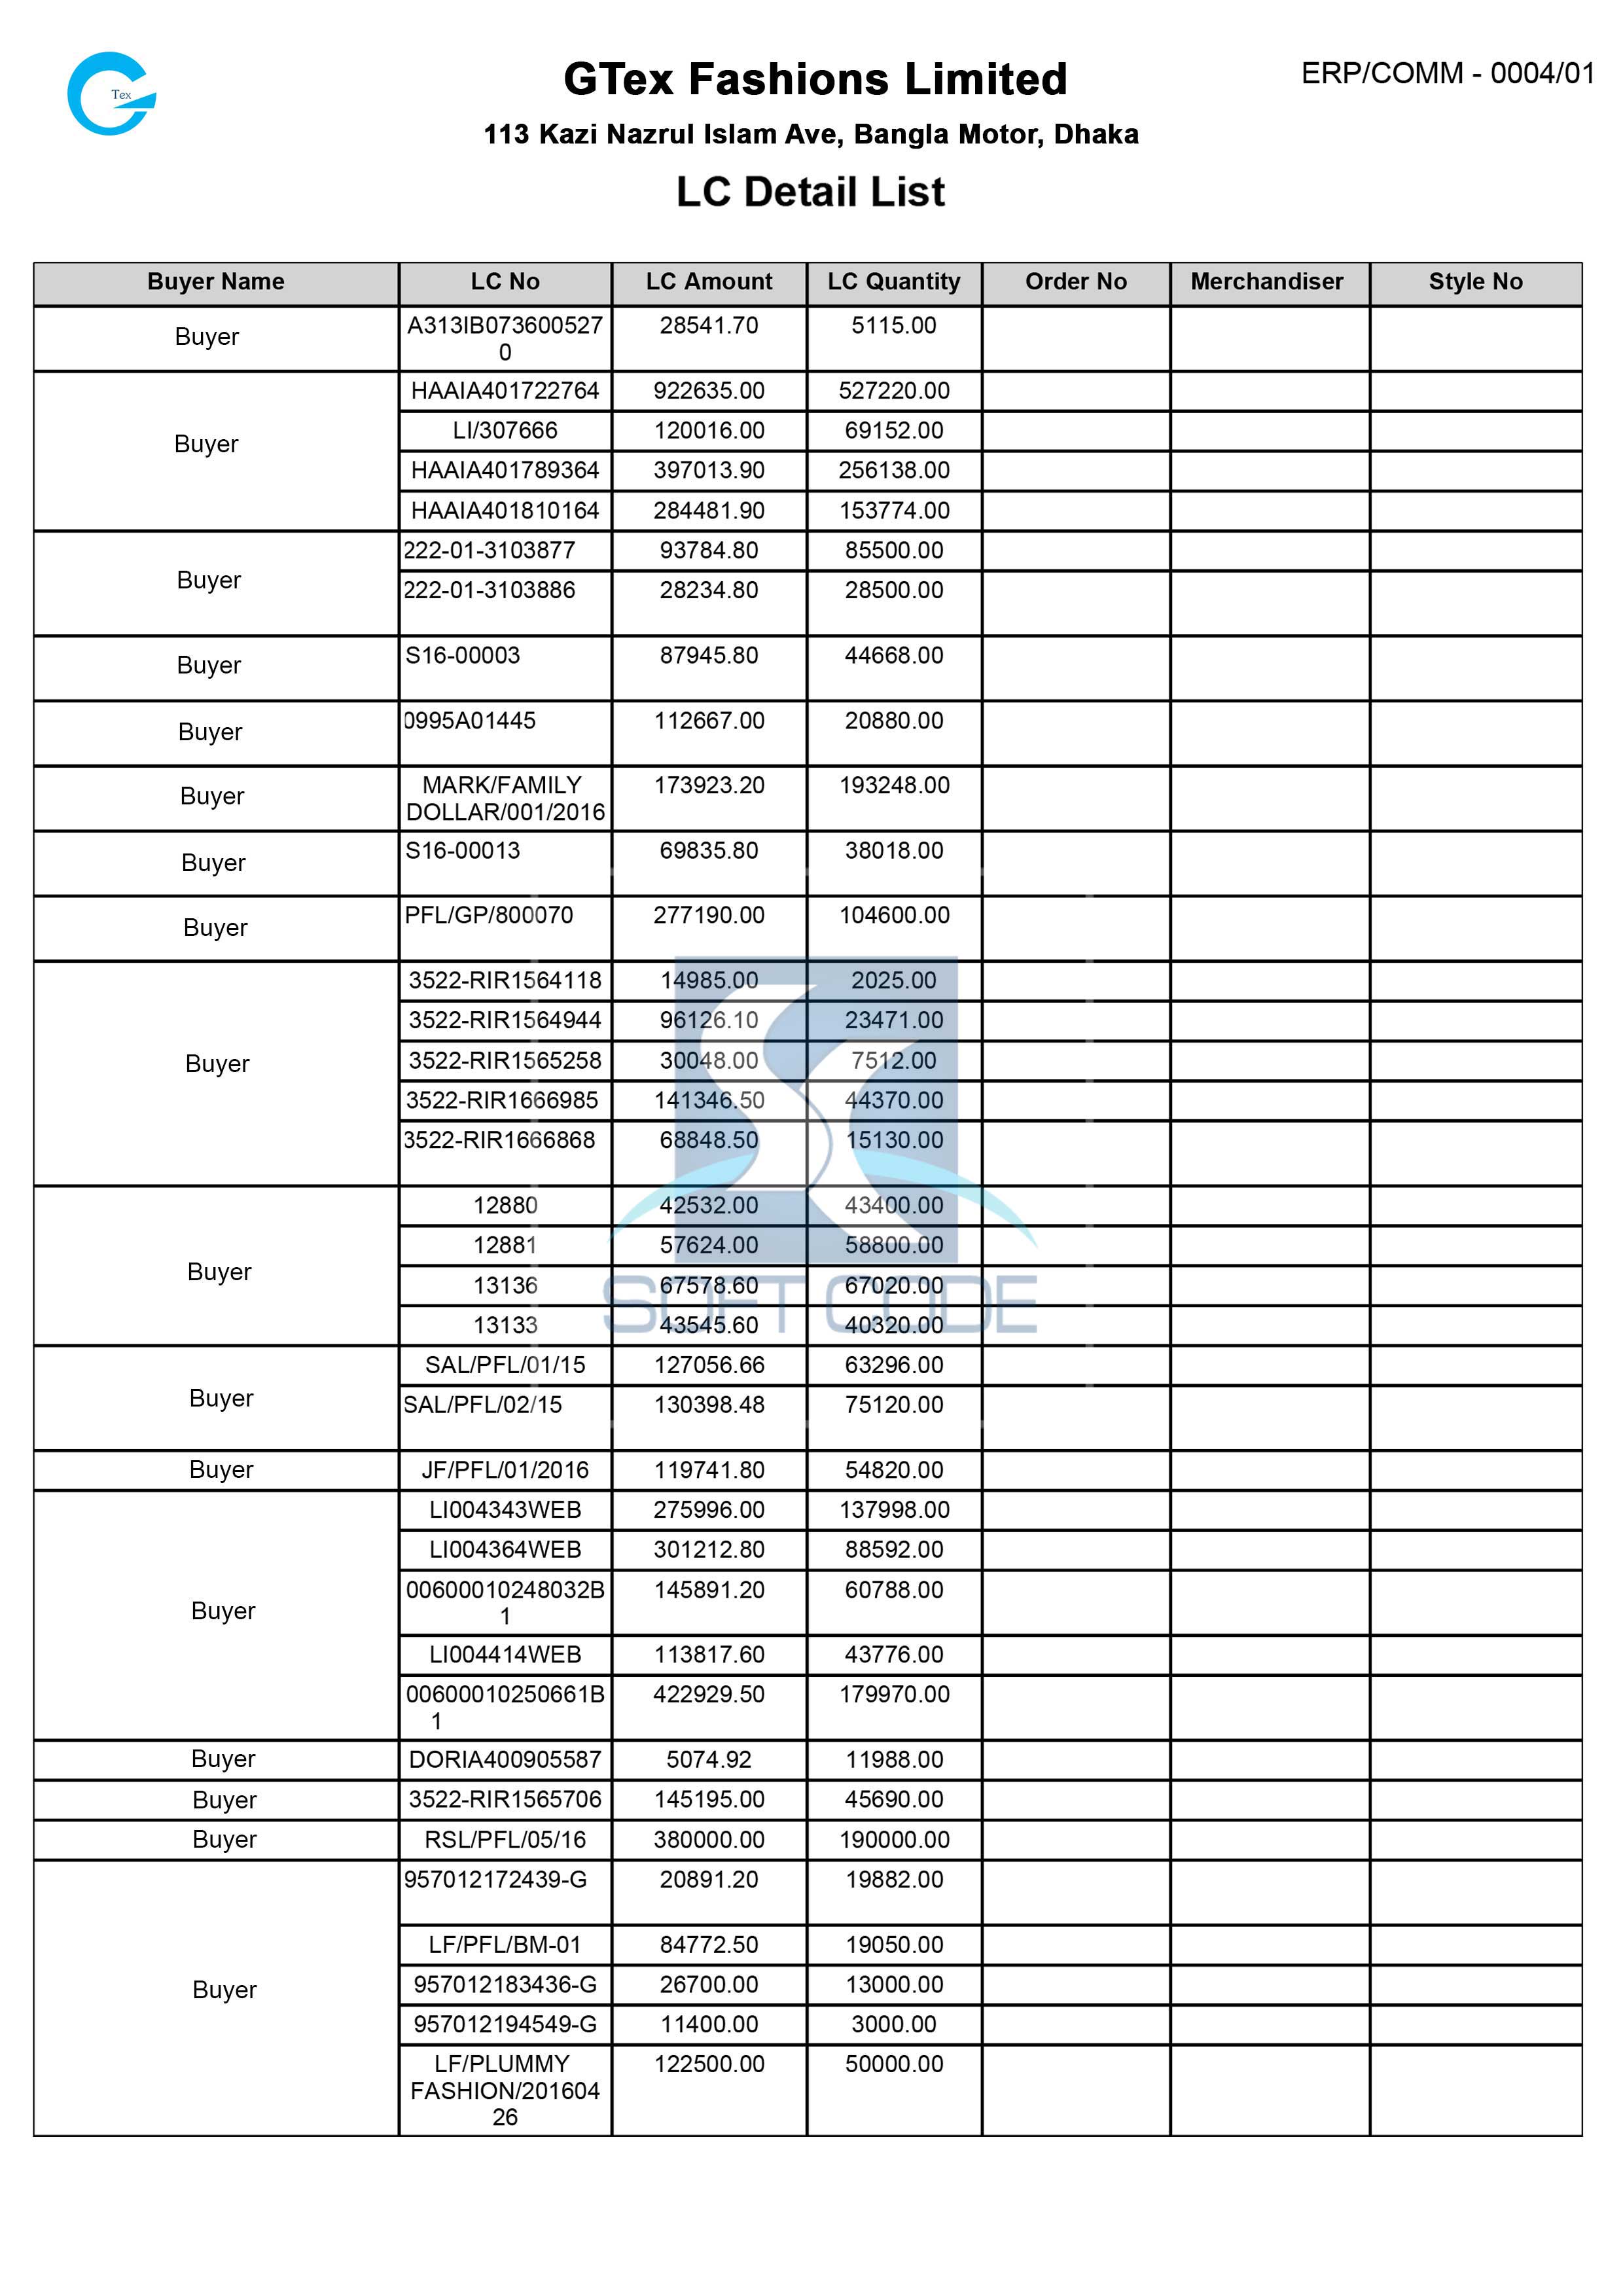 Tex
GTex Fashions Limited
ERP/COMM - 0004/01
113 Kazi Nazrul Islam Ave, Bangla Motor, Dhaka
LC Detail List
Buyer Name LC No LC Amount LC Quantity Order No Merchandiser Style No
Buyer A313IB073600527 28541.70 5115.00
0
Buyer HAAIA401722764 922635.00 527220.00
LI/307666 120016.00 69152.00
HAAIA401789364 397013.90 256138.00
HAAIA401810164 284481.90 153774.00
Buyer 222-01-3103877 93784.80 85500.00
222-01-3103886 28234.80 28500.00
Buyer S16-00003 87945.80 44668.00
Buyer 0995A01445 112667.00 20880.00
Buyer MARK/FAMILY 173923.20 193248.00
DOLLAR/001/2016
Buyer S16-00013 69835.80 38018.00
Buyer PFL/GP/800070 277190.00 104600.00
Buyer 3522-RIR1564118 14985.00 2025.00
3522-RIR1564944 96126.10 23471.00
3522-RIR1565258 30048.00 7512.00
3522-RIR1666985 141346.50 44370.00
3522-RIR1666868 68848.50 15130.00
Buyer 12880 42532.00 43400.00
12881 57624.00 58800.00
13136 67578.60 67020.00
13133 43545.60 40320.00
SOFT CODE
Buyer SAL/PFL/01/15 127056.66 63296.00
SAL/PFL/02/15 130398.48 75120.00
Buyer JF/PFL/01/2016 119741.80 54820.00
Buyer LI004343WEB 275996.00 137998.00
LI004364WEB 301212.80 88592.00
00600010248032B 145891.20 60788.00
1
LI004414WEB 113817.60 43776.00
00600010250661B 422929.50 179970.00
1
Buyer DORIA400905587 5074.92 11988.00
Buyer 3522-RIR1565706 145195.00 45690.00
Buyer RSL/PFL/05/16 380000.00 190000.00
Buyer 957012172439-G 20891.20 19882.00
LF/PFL/BM-01 84772.50 19050.00
957012183436-G 26700.00 13000.00
957012194549-G 11400.00 3000.00
LF/PLUMMY 122500.00 50000.00
FASHION/201604
26